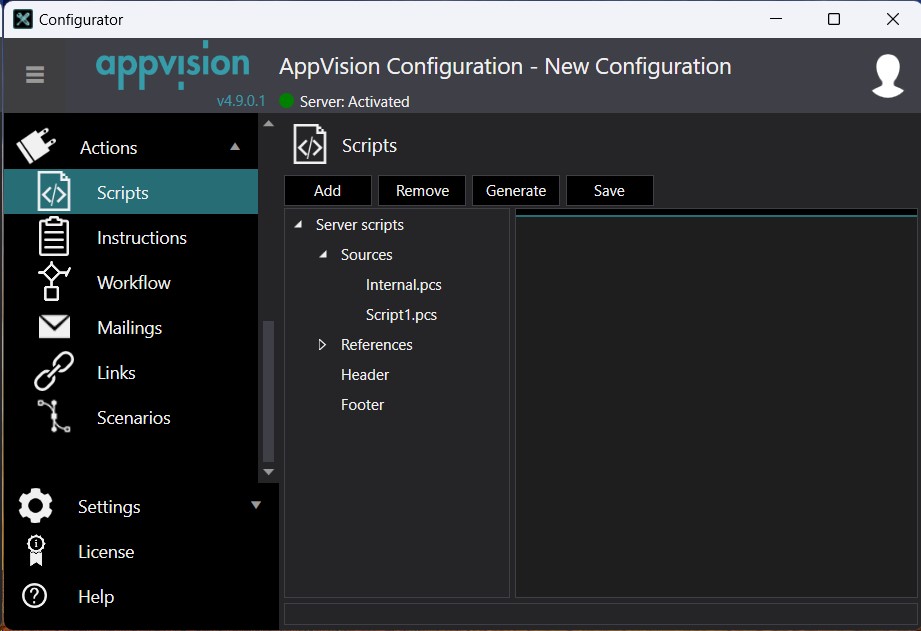 Configurator
appvision
v4.9.0.1
AppVision Configuration - New Configuration
Server: Activated
Actions
Scripts
Instructions
Workflow
Mailings
Links
Scenarios
Settings
License
Help
Scripts
Add Remove Generate Save
Server scripts
Sources
Internal.pcs
Script1.pcs
References
Header
Footer